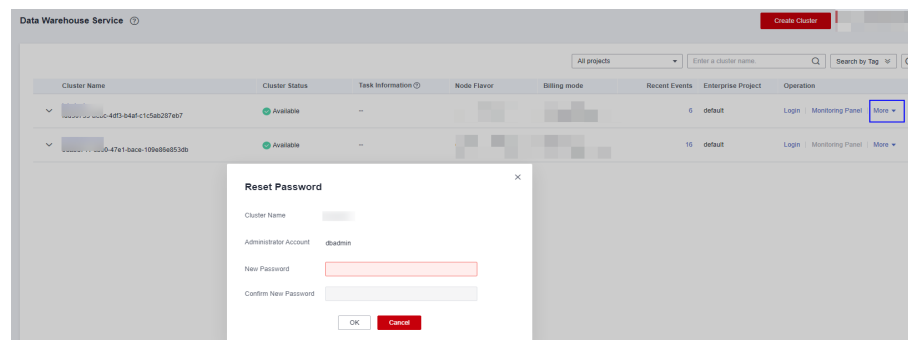 Data Warehouse Service
Create Cluster
All projects
Enter a cluster name.
Search by Tag
Cluster Name Cluster Status Task Information Node Flavor Billing mode Recent Events Enterprise Project Operation
-4df3-b4af-c1c5ab287eb7 Available -- 6 default Login Monitoring Panel More
-47e1-bace-109e86e853db Available -- 16 default Login Monitoring Panel More
Reset Password
Cluster Name
Administrator Account dbadmin
New Password
Confirm New Password
OK Cancel